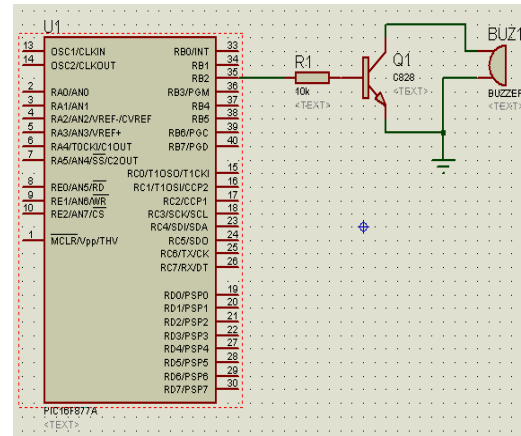 U1
13 OSC1/CLKIN RB0/INT 33
14 OSC2/CLKOUT RB1 34
RB2 35
2 RA0/AN0 RB3/PGM 36
3 RA1/AN1 RB4 37
4 RA2/AN2/VREF-/CVREF RB5 38
5 RA3/AN3/VREF+ RB6/PGC 39
6 RA4/T0CKI/C1OUT RB7/PGD 40
7 RA5/AN4/SS/C2OUT
RC0/T1OSO/T1CKI 15
8 RE0/AN5/RD RC1/T1OSI/CCP2 16
9 RE1/AN6/WR RC2/CCP1 17
10 RE2/AN7/CS RC3/SCK/SCL 18
RC4/SDI/SDA 23
1 MCLR/Vpp/THV RC5/SDO 24
RC6/TX/CK 25
RC7/RX/DT 26
RD0/PSP0 19
RD1/PSP1 20
RD2/PSP2 21
RD3/PSP3 22
RD4/PSP4 27
RD5/PSP5 28
RD6/PSP6 29
RD7/PSP7 30
PIC16F877A
<TEXT>
R1
10k
<TEXT>
Q1
C828
<TEXT>
BUZ1
BUZZER
<TEXT>